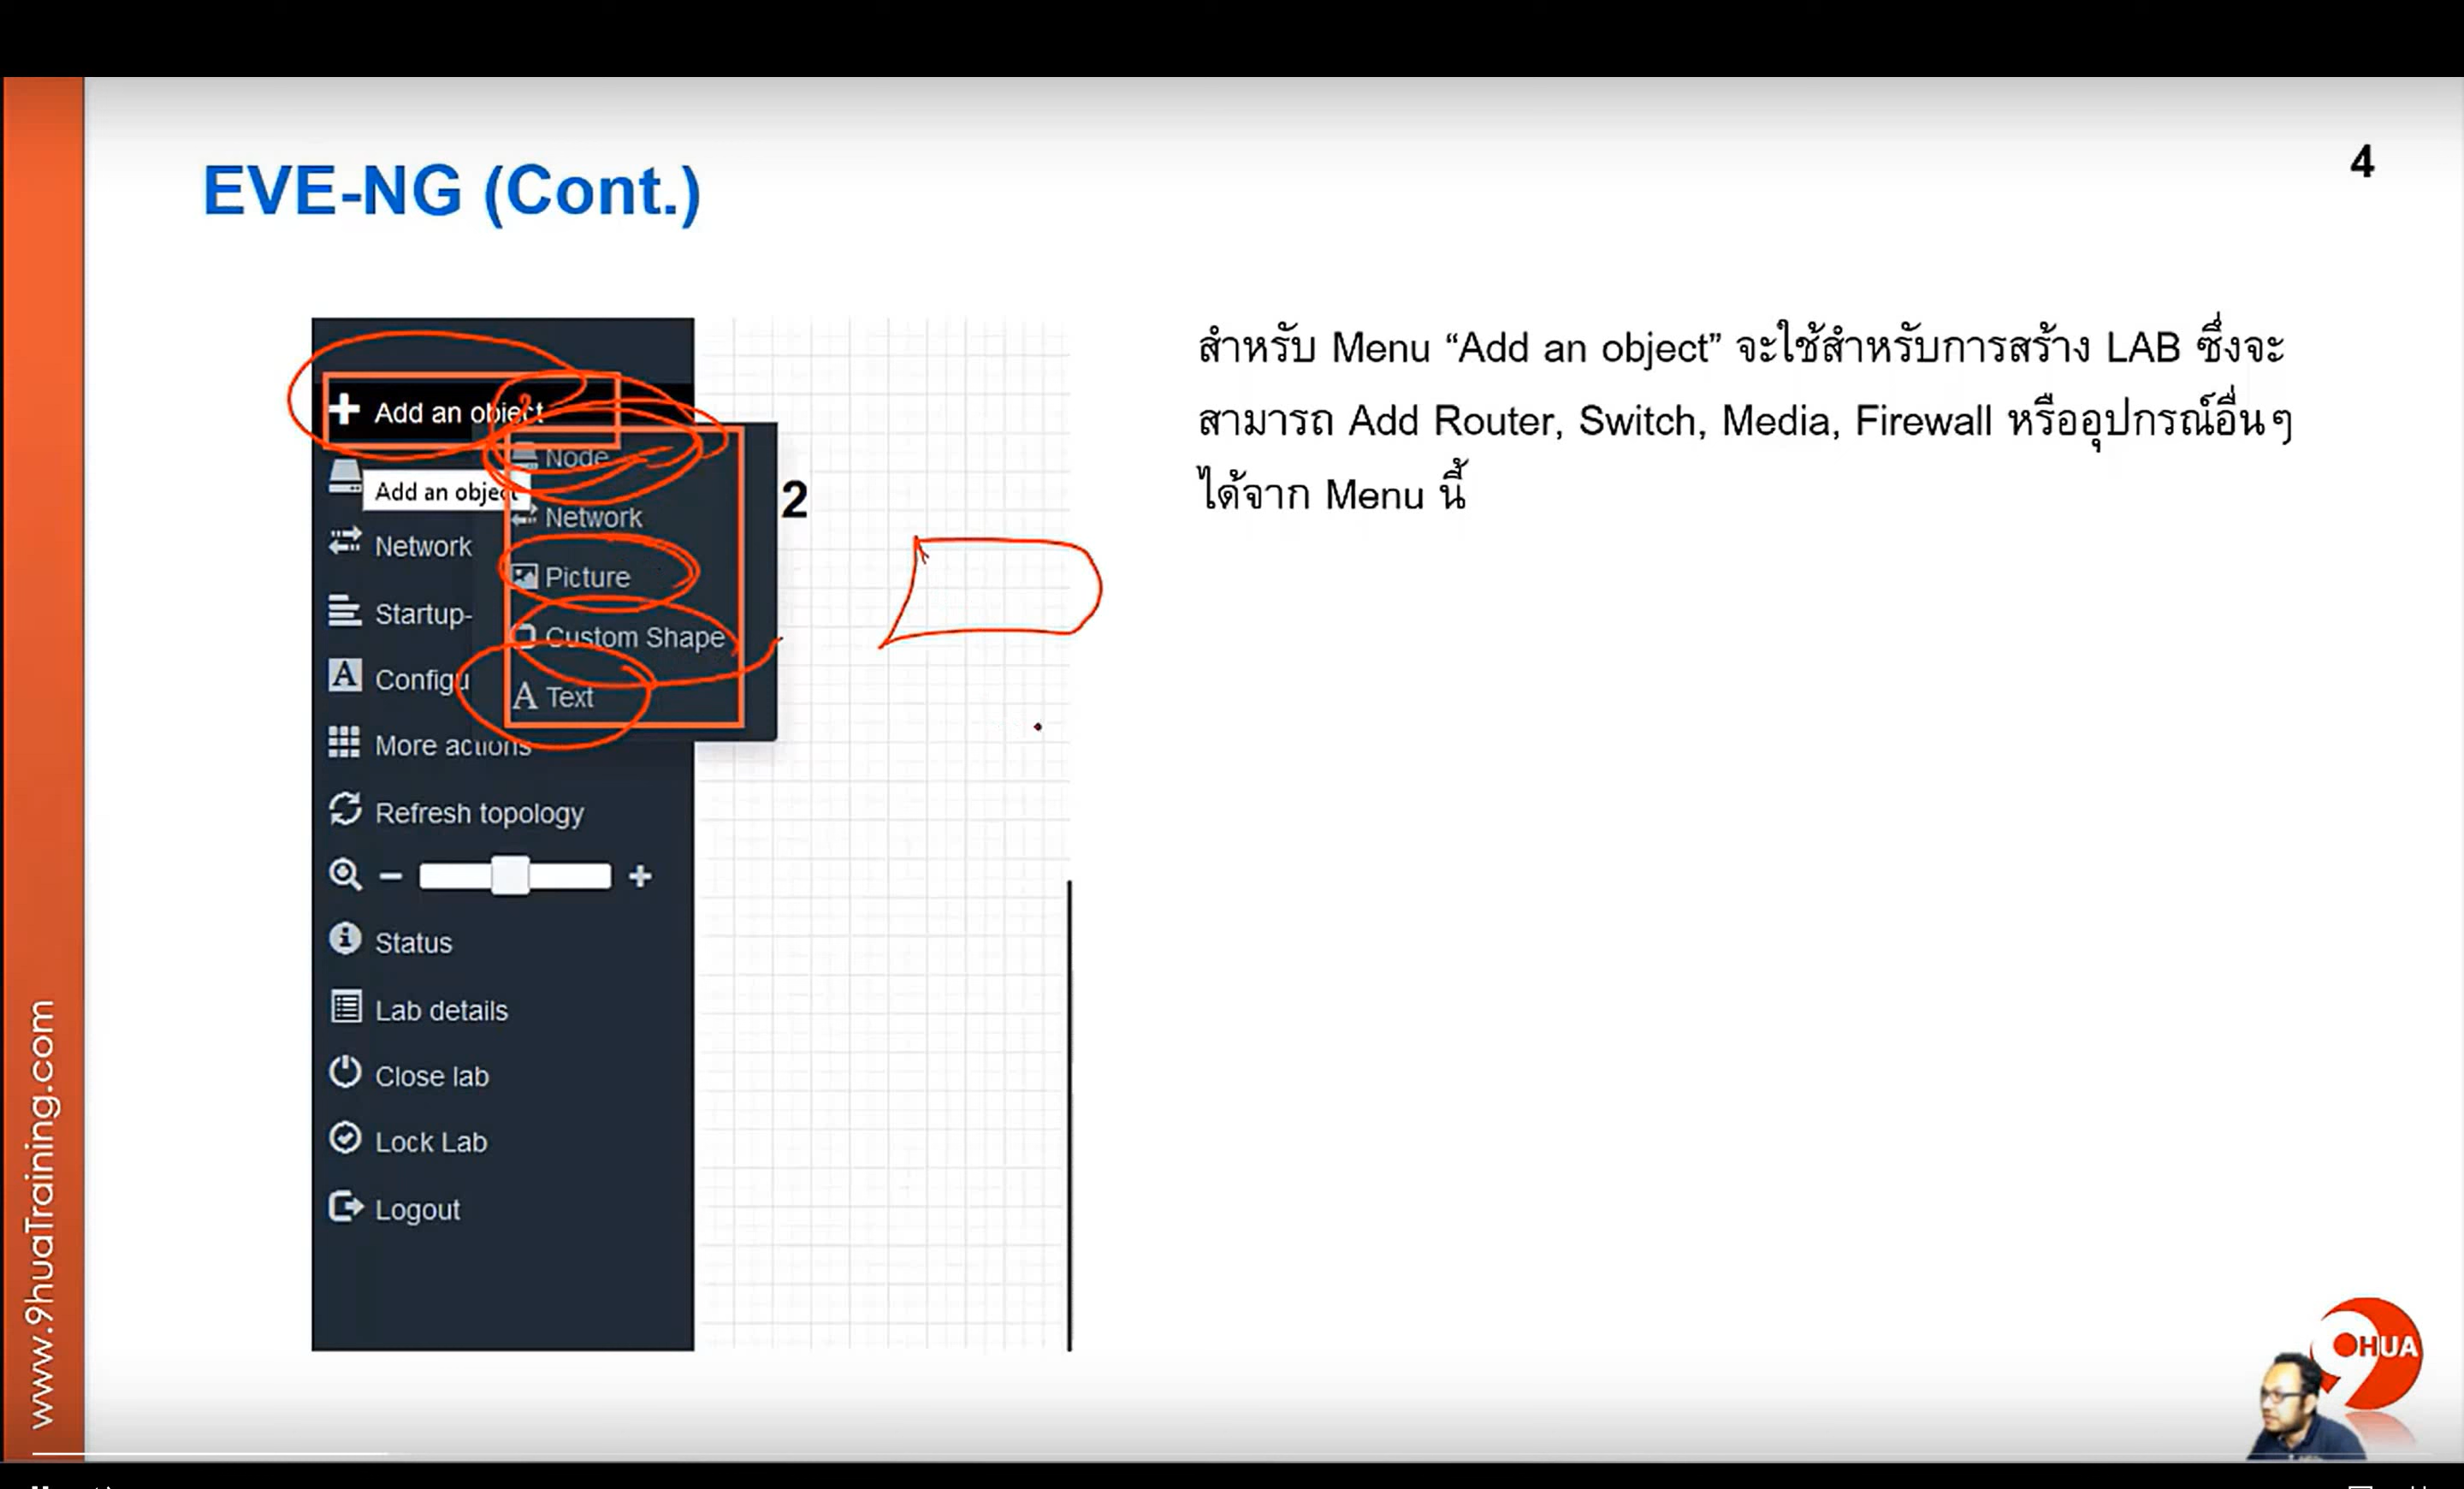 EVE-NG (Cont.)
4
Add an object
Node
Add an object
Network
Network
Picture
Startup-
Custom Shape
Configu
Text
More actions
Refresh topology
Status
Lab details
Close lab
Lock Lab
Logout
2
สำหรับ Menu “Add an object” จะใช้สำหรับการสร้าง LAB ซึ่งจะ
สามารถ Add Router, Switch, Media, Firewall หรืออุปกรณ์อื่นๆ
ได้จาก Menu นี้
www.9huaTraining.com
9HUA